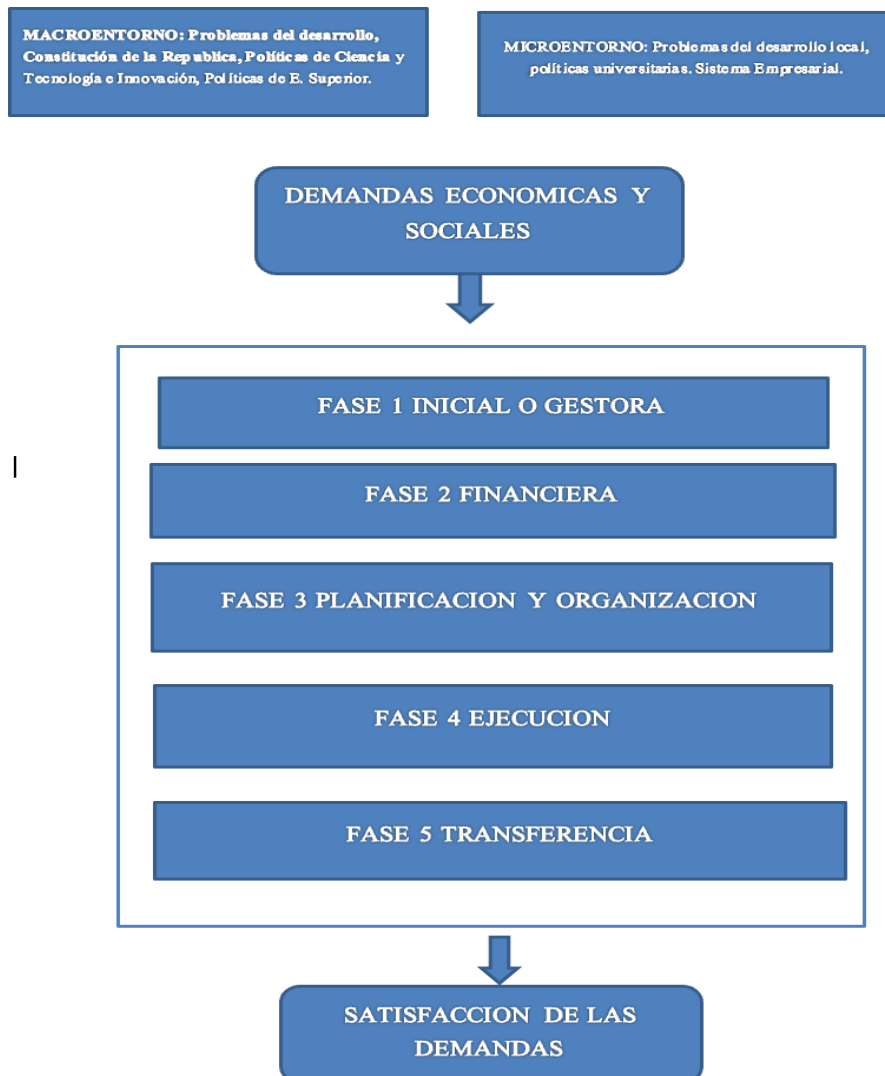 MACROENTORNO: Problemas del desarrollo,
Constitución de la Republica, Políticas de Ciencia y
Tecnología e Innovación, Políticas de E. Superior.
MICROENTORNO: Problemas del desarrollo local,
políticas universitarias. Sistema Empresarial.
DEMANDAS ECONOMICAS Y
SOCIALES
FASE 1 INICIAL O GESTORA
FASE 2 FINANCIERA
FASE 3 PLANIFICACION Y ORGANIZACION
FASE 4 EJECUCION
FASE 5 TRANSFERENCIA
SATISFACCION DE LAS
DEMANDAS